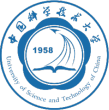 中国科学技术大学
1958
University of Science and Technology of China